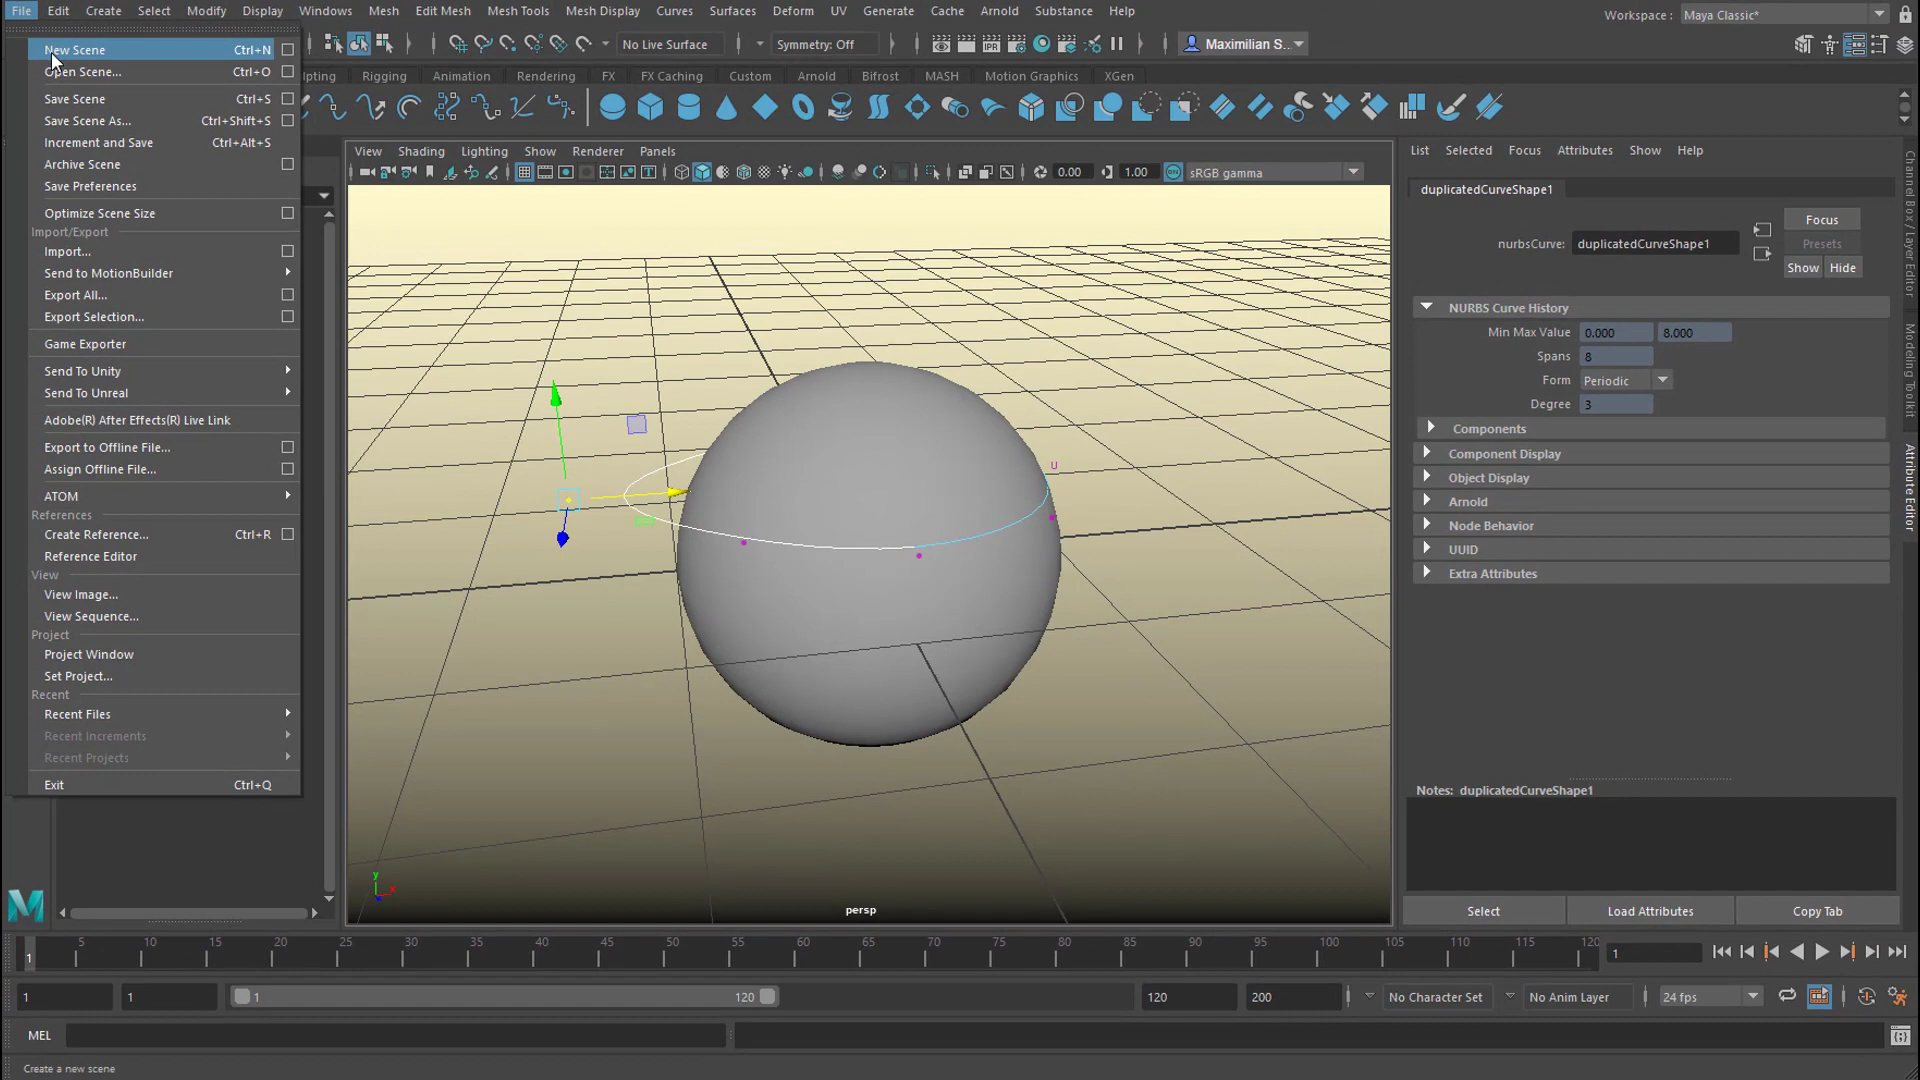 File Edit Create Select Modify Display Windows Mesh Edit Mesh Mesh Tools Mesh Display Curves Surfaces Deform UV Generate Cache Arnold Substance Help
Workspace : Maya Classic*
No Live Surface Symmetry: Off Maximilian S...
pting Rigging Animation Rendering FX FX Caching Custom Arnold Bifrost MASH Motion Graphics XGen
New Scene Ctrl+N
Open Scene... Ctrl+O
Save Scene Ctrl+S
Save Scene As... Ctrl+Shift+S
Increment and Save Ctrl+Alt+S
Archive Scene
Save Preferences
Optimize Scene Size
Import/Export
Import...
Send to MotionBuilder
Export All...
Export Selection...
Game Exporter
Send To Unity
Send To Unreal
Adobe(R) After Effects(R) Live Link
Export to Offline File...
Assign Offline File...
ATOM
References
Create Reference... Ctrl+R
Reference Editor
View
View Image...
View Sequence...
Project
Project Window
Set Project...
Recent
Recent Files
Recent Increments
Recent Projects
Exit Ctrl+Q
View Shading Lighting Show Renderer Panels
0.00 1.00 ON sRGB gamma
U
y
x
persp
List Selected Focus Attributes Show Help
duplicatedCurveShape1
Focus
nurbsCurve: duplicatedCurveShape1 Presets
Show Hide
NURBS Curve History
Min Max Value 0.000 8.000
Spans 8
Form Periodic
Degree 3
Components
Component Display
Object Display
Arnold
Node Behavior
UUID
Extra Attributes
Notes: duplicatedCurveShape1
Select Load Attributes Copy Tab
Channel Box / Layer Editor
Modeling Toolkit
Attribute Editor
1 5 10 15 20 25 30 35 40 45 50 55 60 65 70 75 80 85 90 95 100 105 110 115 120 1
1 1 1 120 120 200 No Character Set No Anim Layer 24 fps
MEL
Create a new scene